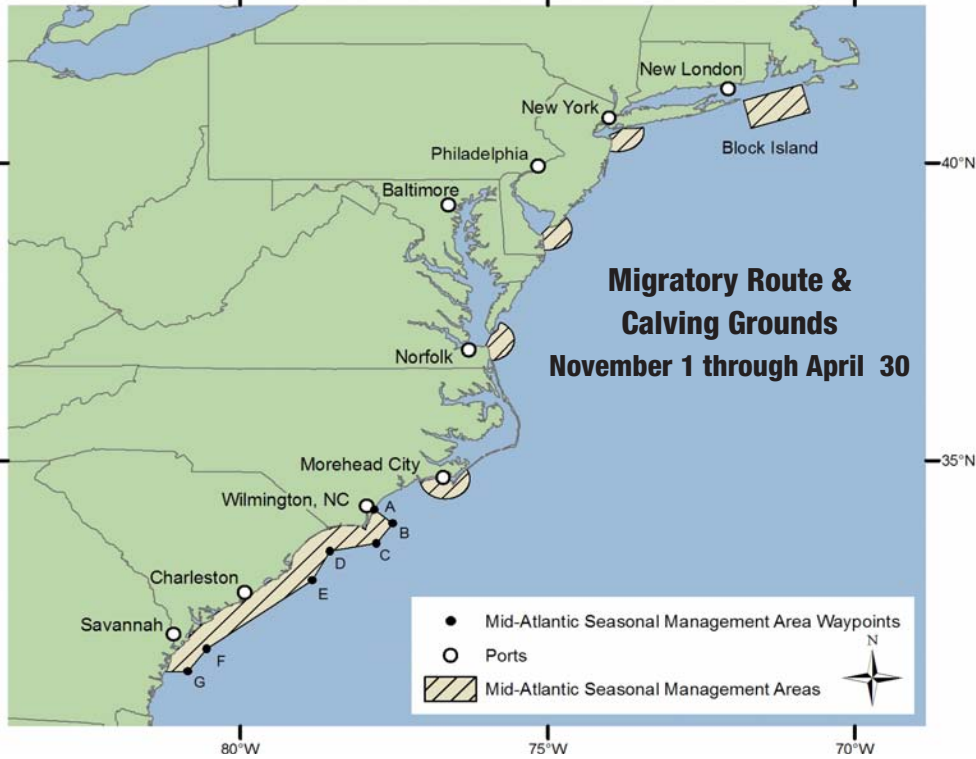 New London
New York
Block Island
Philadelphia
40°N
Baltimore
Migratory Route &
Calving Grounds
November 1 through April 30
Norfolk
Morehead City
35°N
Wilmington, NC
A
B
C
D
Charleston
E
Savannah
F
G
Mid-Atlantic Seasonal Management Area Waypoints
Ports
Mid-Atlantic Seasonal Management Areas
N
80°W
75°W
70°W